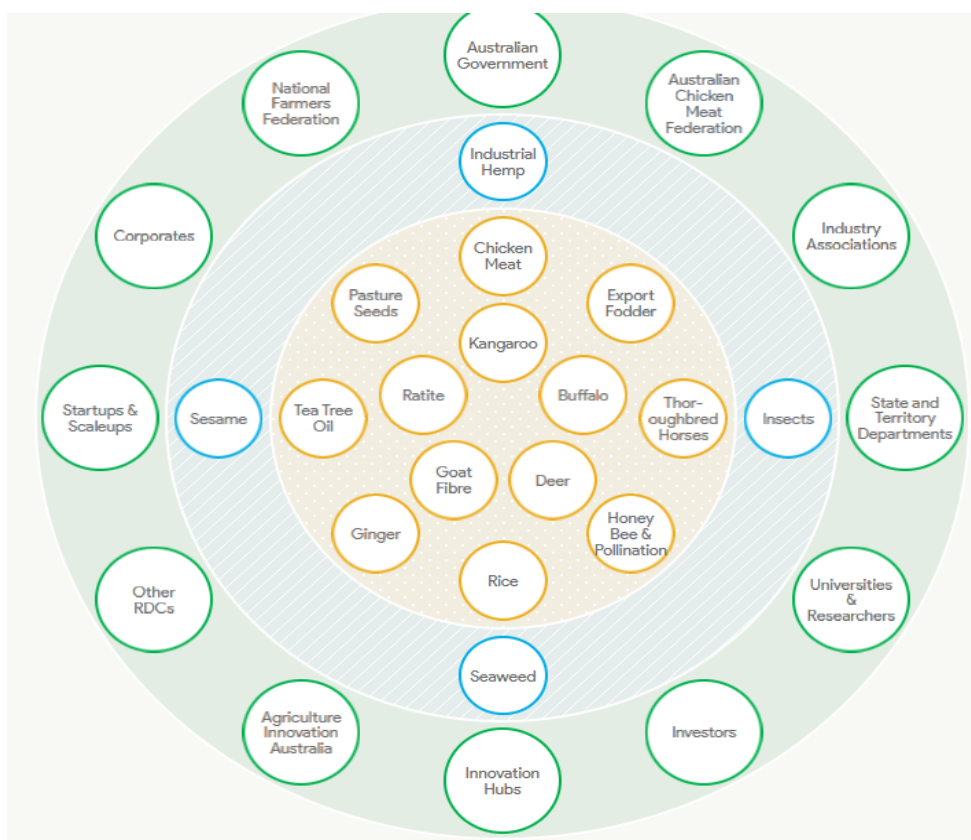 Australian
Government
National
Farmers
Federation
Australian
Chicken
Meat
Federation
Industrial
Hemp
Corporates
Industry
Associations
Chicken
Meat
Pasture
Seeds
Export
Fodder
Kangaroo
Ratite
Buffalo
Startups &
Scaleups
Sesame
Tea Tree
Oil
Thor-
oughbred
Horses
Insects
State and
Territory
Departments
Goat
Fibre
Deer
Ginger
Honey
Bee &
Pollination
Rice
Other
RDCs
Universities
&
Researchers
Seaweed
Agriculture
Innovation
Australia
Investors
Innovation
Hubs